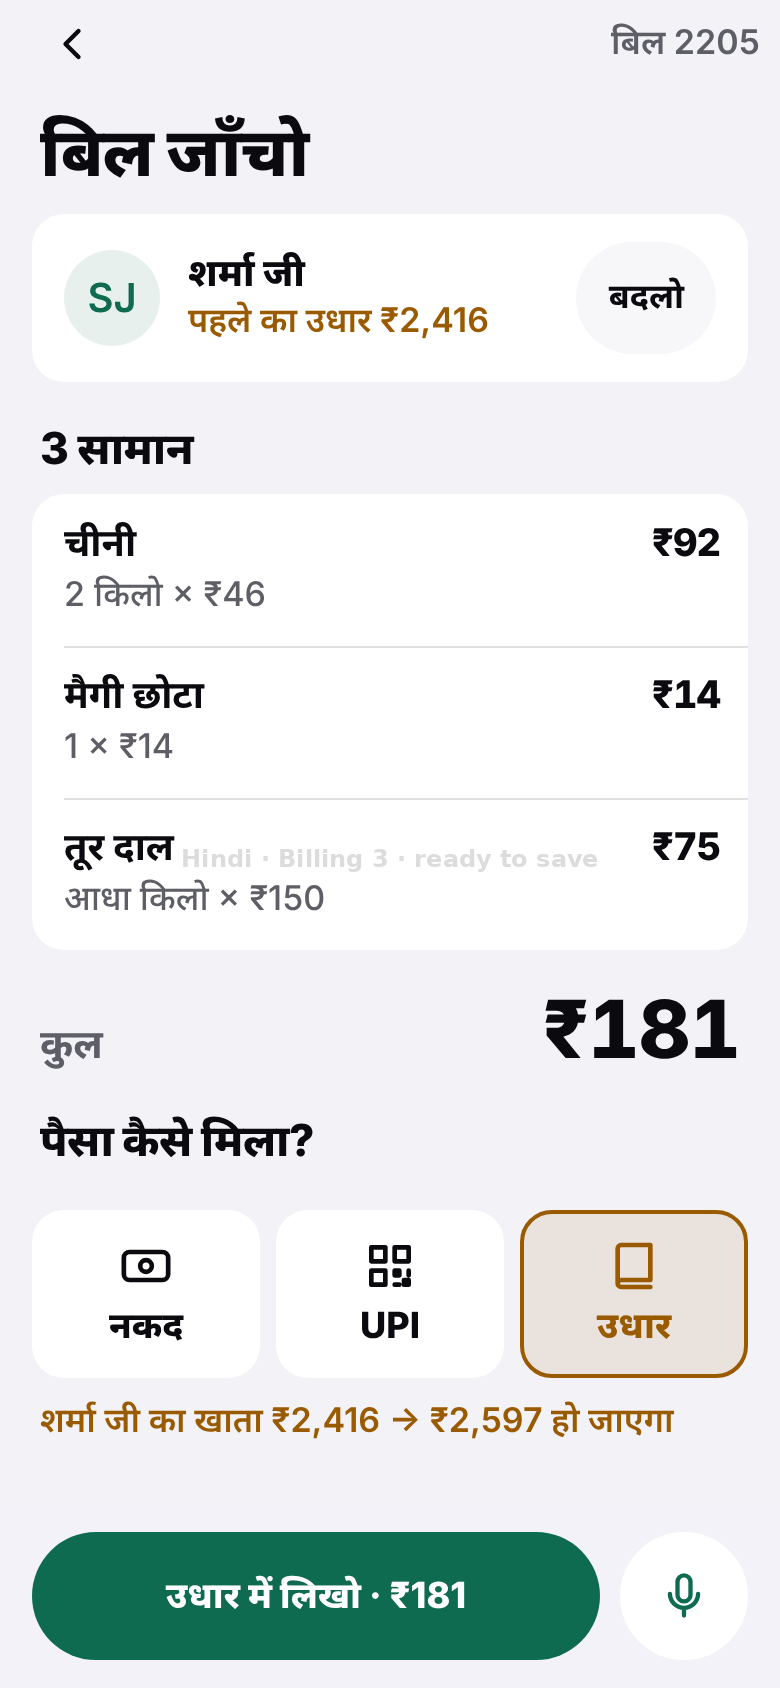 बिल 2205
बिल जाँचो
SJ
शर्मा जी
पहले का उधार ₹2,416
बदलो
3 सामान
चीनी ₹92
2 किलो × ₹46
मैगी छोटा ₹14
1 × ₹14
तूर दाल ₹75
Hindi · Billing 3 · ready to save
आधा किलो × ₹150
कुल ₹181
पैसा कैसे मिला?
नकद UPI उधार
शर्मा जी का खाता ₹2,416 → ₹2,597 हो जाएगा
उधार में लिखो · ₹181